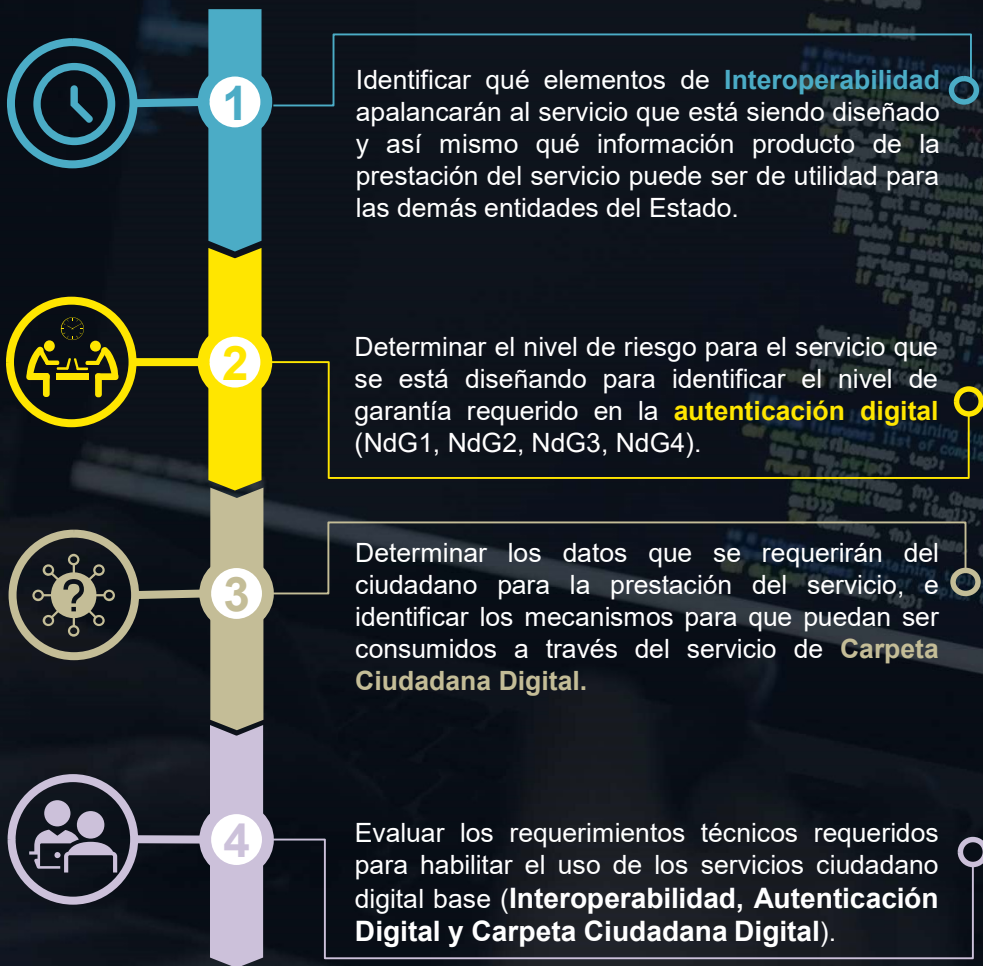 import unittest
1
Identificar qué elementos de Interoperabilidad
apalancarán al servicio que está siendo diseñado
y así mismo qué información producto de la
prestación del servicio puede ser de utilidad para
las demás entidades del Estado.
2
Determinar el nivel de riesgo para el servicio que
se está diseñando para identificar el nivel de
garantía requerido en la autenticación digital
(NdG1, NdG2, NdG3, NdG4).
3
Determinar los datos que se requerirán del
ciudadano para la prestación del servicio, e
identificar los mecanismos para que puedan ser
consumidos a través del servicio de Carpeta
Ciudadana Digital.
4
Evaluar los requerimientos técnicos requeridos
para habilitar el uso de los servicios ciudadano
digital base (Interoperabilidad, Autenticación
Digital y Carpeta Ciudadana Digital).